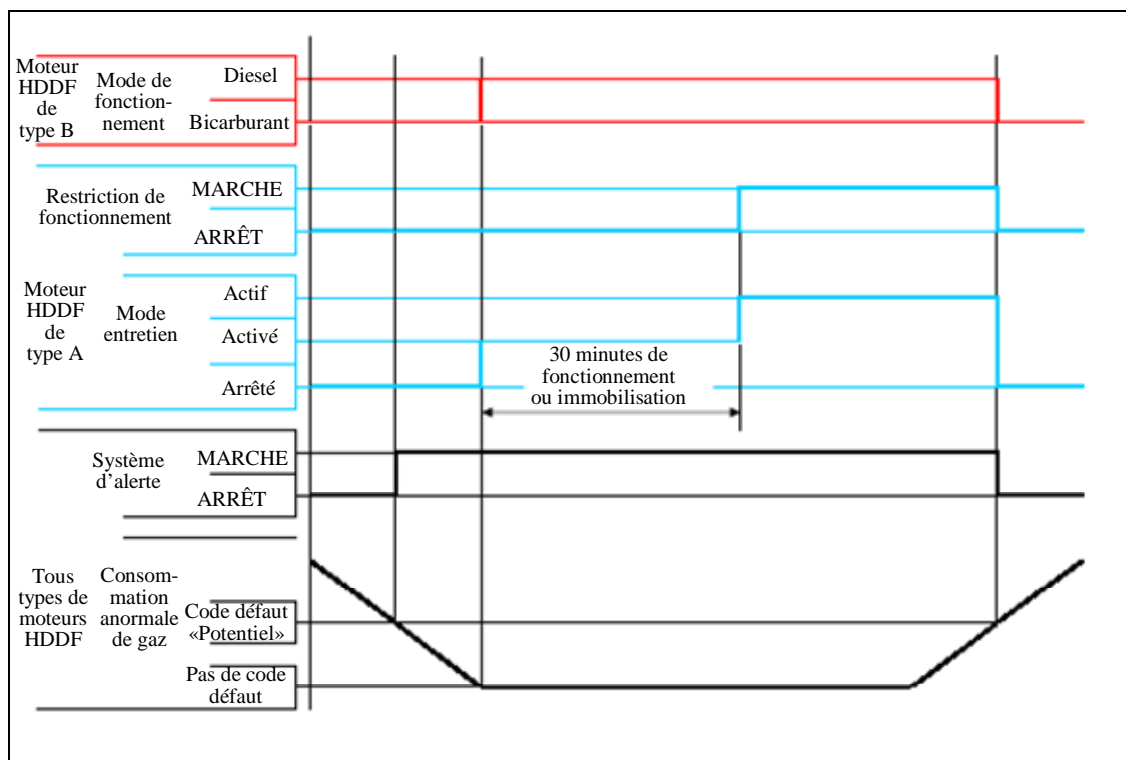 Moteur
HDDF
de
type B
Mode de
fonction-
nement
Diesel
Bicarburant
Restriction de
fonctionnement
MARCHE
ARRÊT
Moteur
HDDF
de
type A
Mode
entretien
Actif
Activé
Arrêté
30 minutes de
fonctionnement
ou immobilisation
Système
d'alerte
MARCHE
ARRÊT
Tous
types de
moteurs
HDDF
Consom-
mation
anormale
de gaz
Code défaut
«Potentiel»
Pas de code
défaut